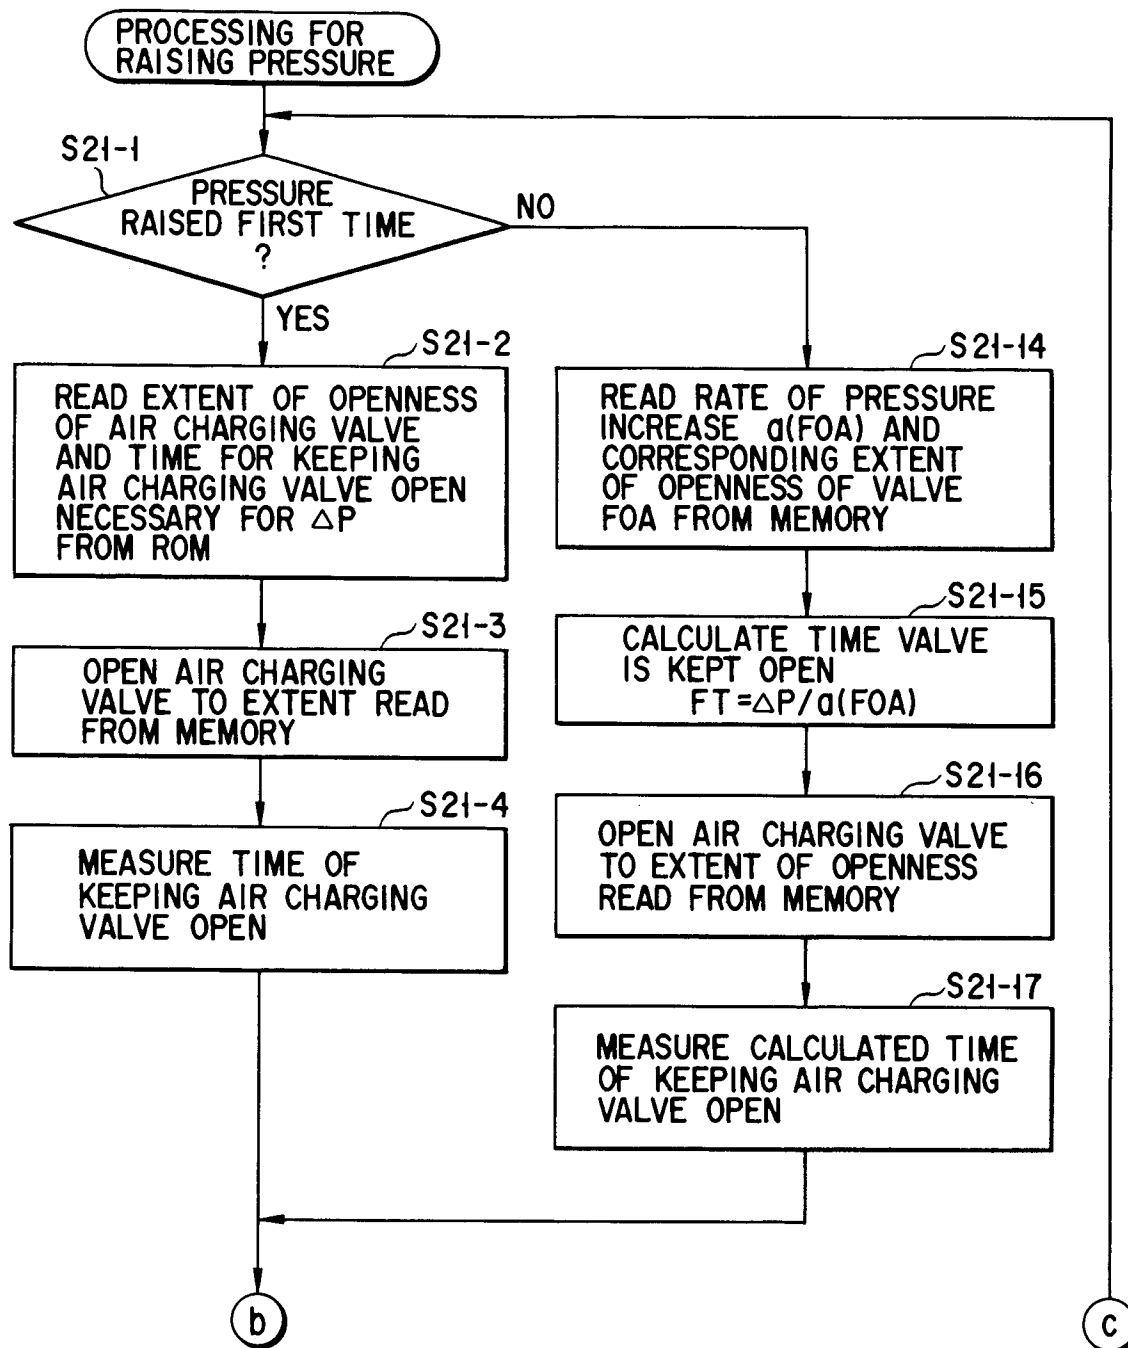 PROCESSING FOR
RAISING PRESSURE
S21-1
PRESSURE
RAISED FIRST TIME
?
NO
YES
S21-2
READ EXTENT OF OPENNESS
OF AIR CHARGING VALVE
AND TIME FOR KEEPING
AIR CHARGING VALVE OPEN
NECESSARY FOR △P
FROM ROM
S21-3
OPEN AIR CHARGING
VALVE TO EXTENT READ
FROM MEMORY
S21-4
MEASURE TIME OF
KEEPING AIR CHARGING
VALVE OPEN
S21-14
READ RATE OF PRESSURE
INCREASE a(FOA) AND
CORRESPONDING EXTENT
OF OPENNESS OF VALVE
FOA FROM MEMORY
S21-15
CALCULATE TIME VALVE
IS KEPT OPEN
FT=△P/a(FOA)
S21-16
OPEN AIR CHARGING VALVE
TO EXTENT OF OPENNESS
READ FROM MEMORY
S21-17
MEASURE CALCULATED TIME
OF KEEPING AIR CHARGING
VALVE OPEN
b
c